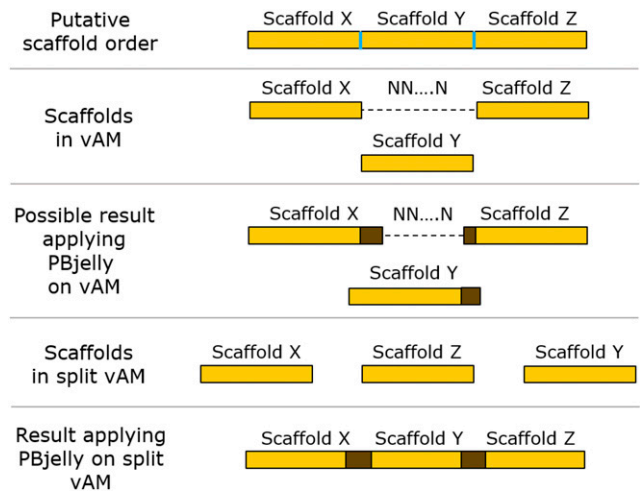 Putative
scaffold order
Scaffold X Scaffold Y Scaffold Z
Scaffolds
in vAM
Scaffold X NN....N Scaffold Z
Scaffold Y
Possible result
applying
PBjelly
on vAM
Scaffold X NN....N Scaffold Z
Scaffold Y
Scaffolds
in split vAM
Scaffold X Scaffold Z Scaffold Y
Result applying
PBjelly on split
vAM
Scaffold X Scaffold Y Scaffold Z